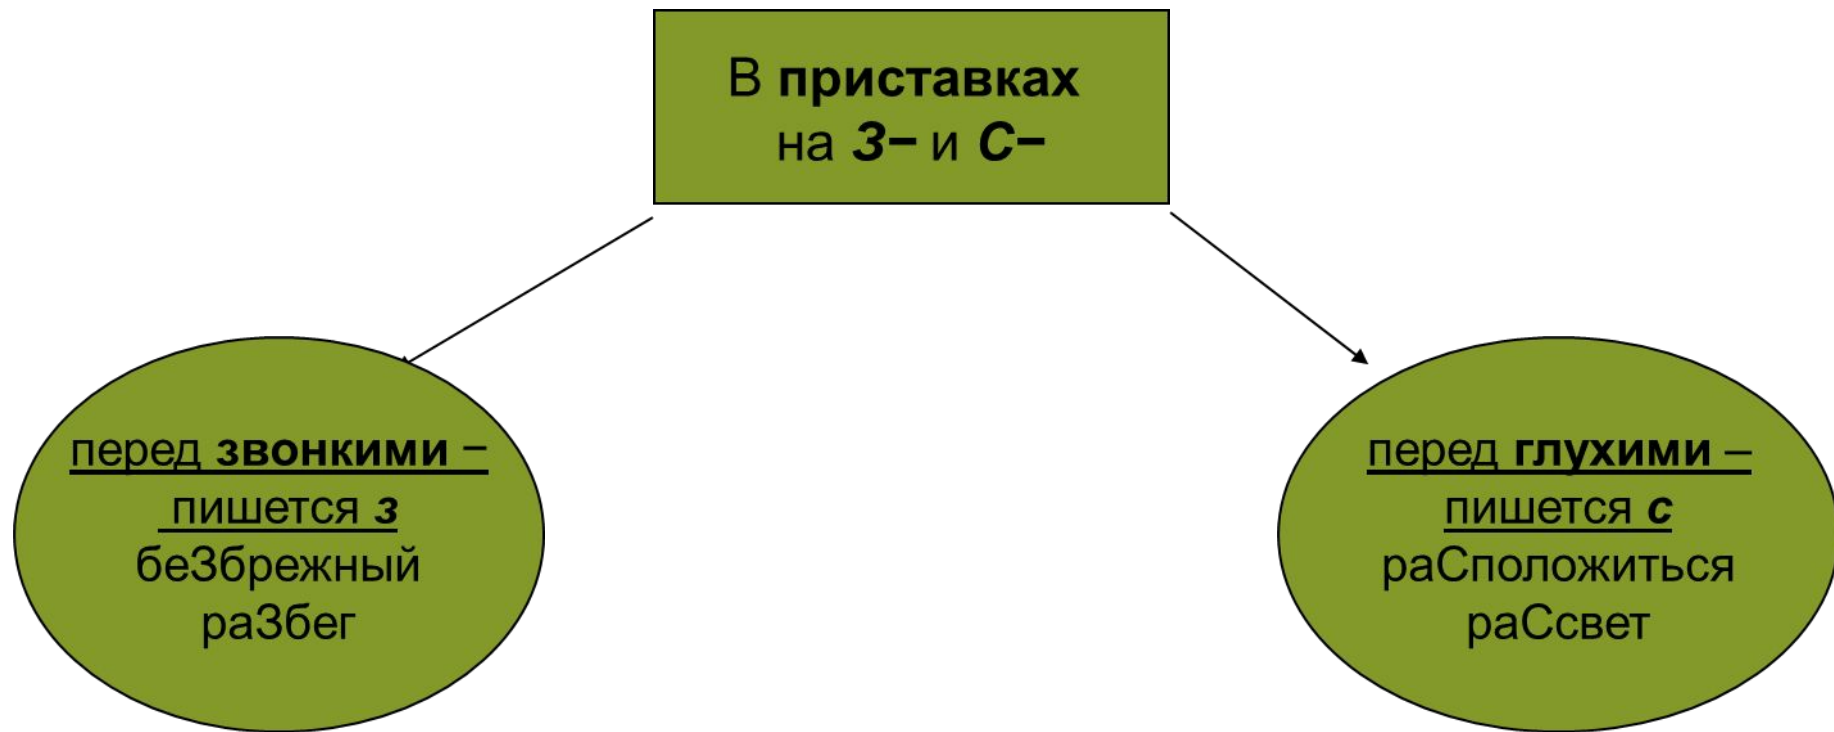 В приставках
на З− и С−
перед звонкими −
пишется з
беЗбрежный
раЗбег
перед глухими –
пишется с
раСположиться
раСсвет